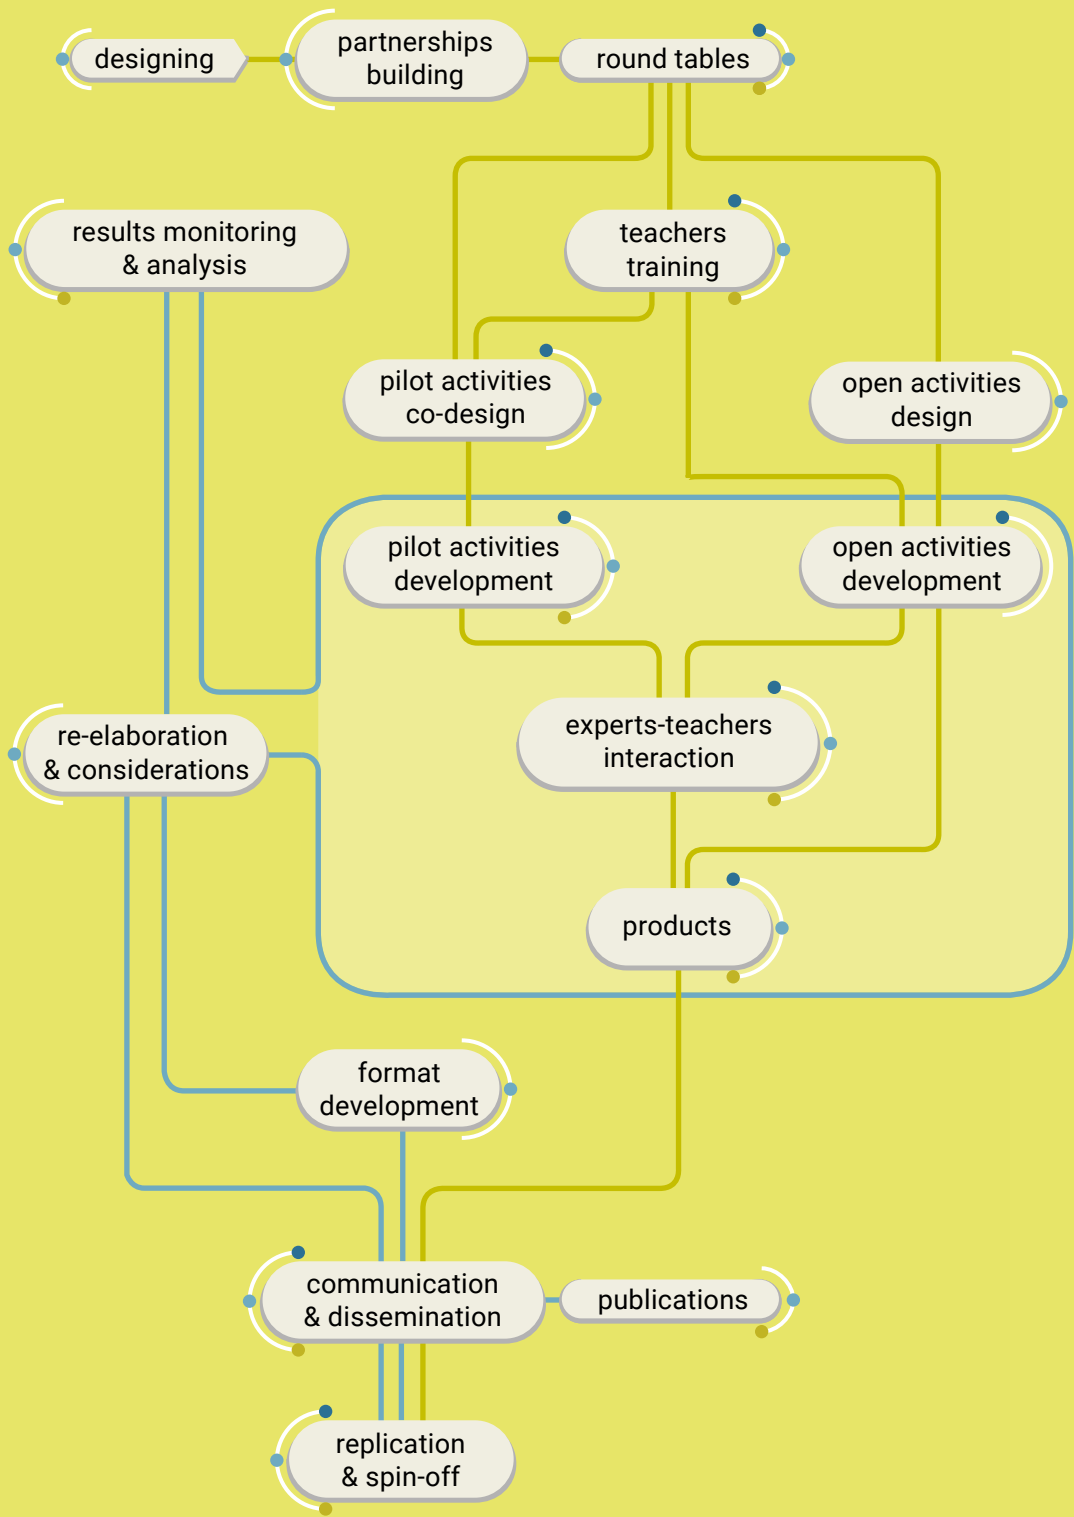 designing
partnerships
building
round tables
results monitoring
& analysis
teachers
training
pilot activities
co-design
open activities
design
pilot activities
development
open activities
development
re-elaboration
& considerations
experts-teachers
interaction
products
format
development
communication
& dissemination
publications
replication
& spin-off